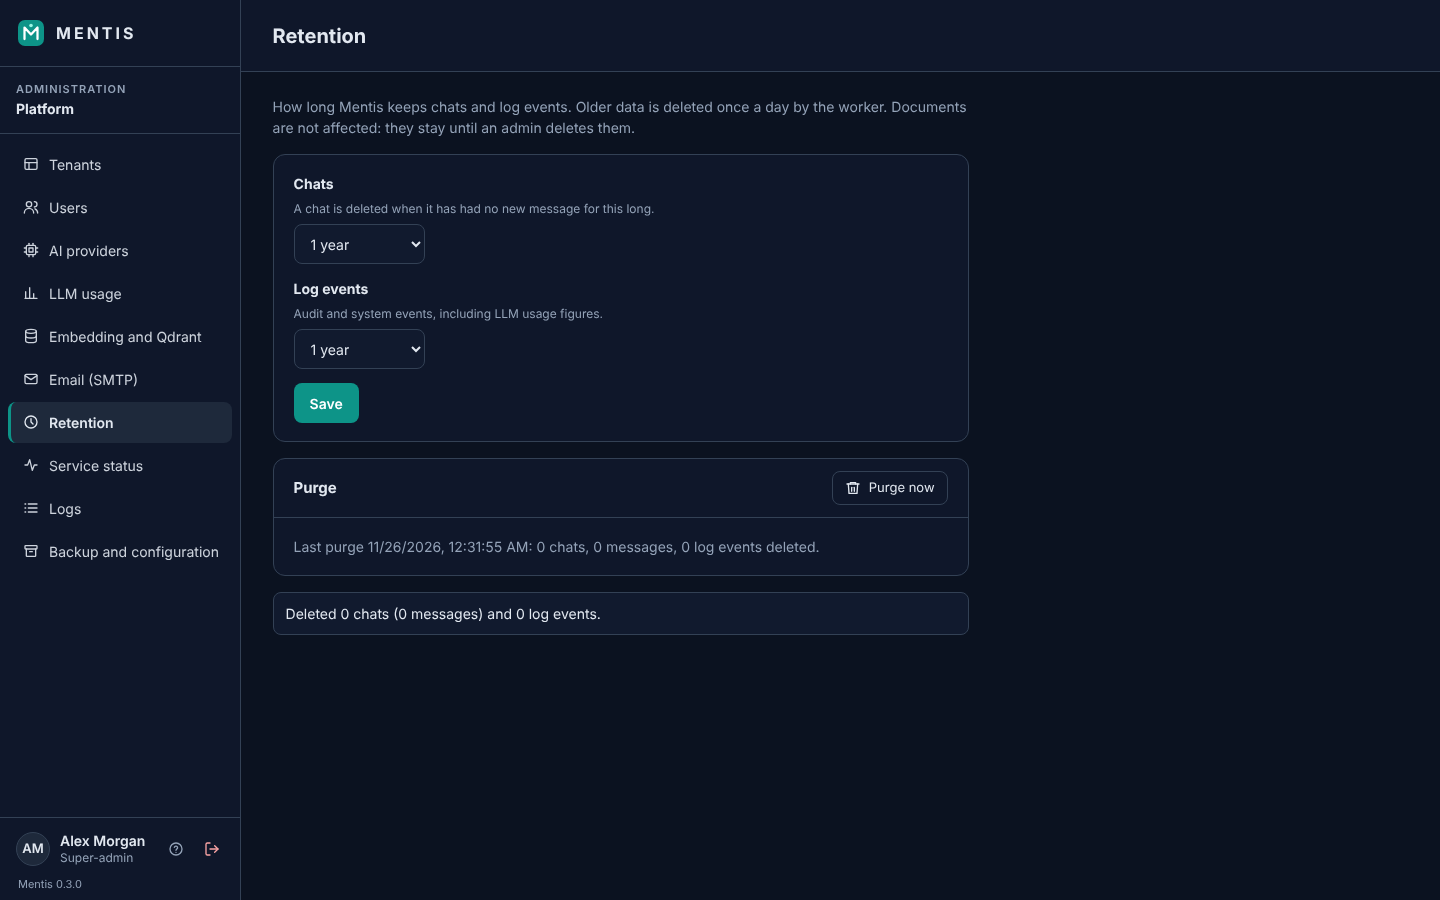 MENTIS
ADMINISTRATION
Platform
Tenants
Users
AI providers
LLM usage
Embedding and Qdrant
Email (SMTP)
Retention
Service status
Logs
Backup and configuration
AM
Alex Morgan
Super-admin
Mentis 0.3.0
Retention
How long Mentis keeps chats and log events. Older data is deleted once a day by the worker. Documents
are not affected: they stay until an admin deletes them.
Chats
A chat is deleted when it has had no new message for this long.
1 year
Log events
Audit and system events, including LLM usage figures.
1 year
Save
Purge
Purge now
Last purge 11/26/2026, 12:31:55 AM: 0 chats, 0 messages, 0 log events deleted.
Deleted 0 chats (0 messages) and 0 log events.